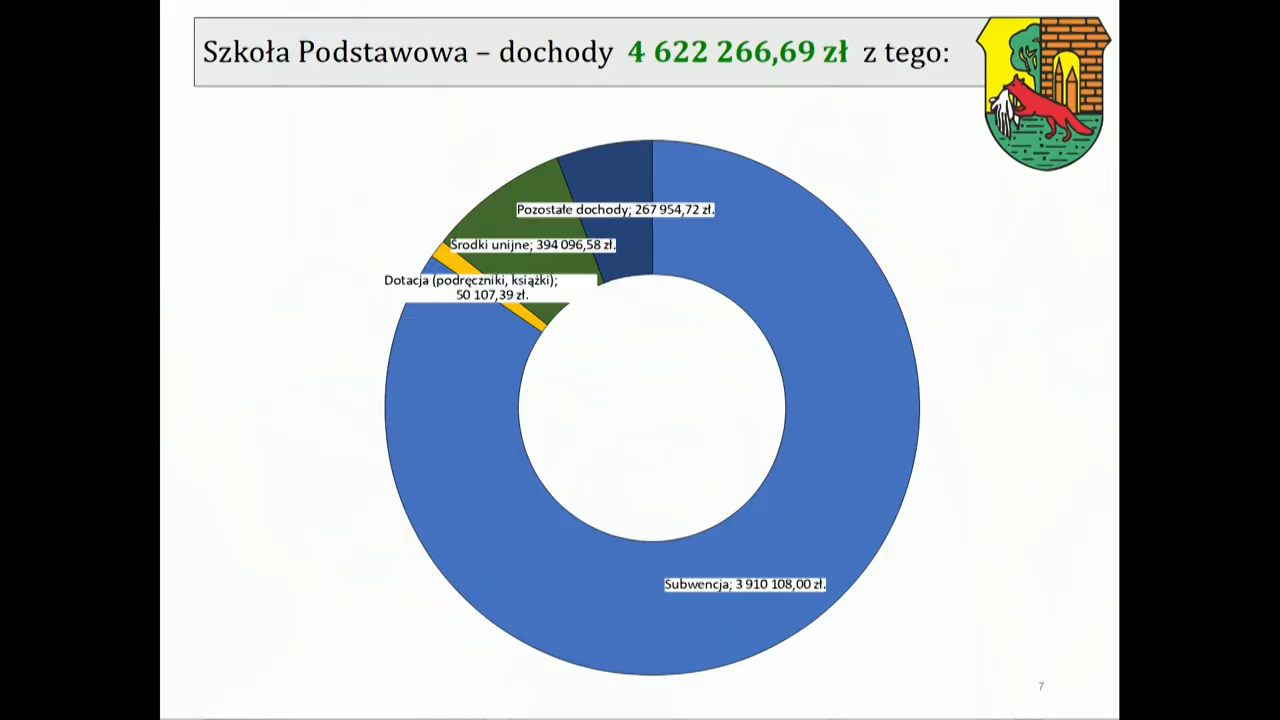 Szkoła Podstawowa – dochody 4 622 266,69 zł z tego:
Pozostałe dochody; 267 954,72 zł.
Środki unijne; 394 096,58 zł.
Dotacja (podręczniki, książki);
50 107,39 zł.
Subwencja; 3 910 108,00 zł.
7